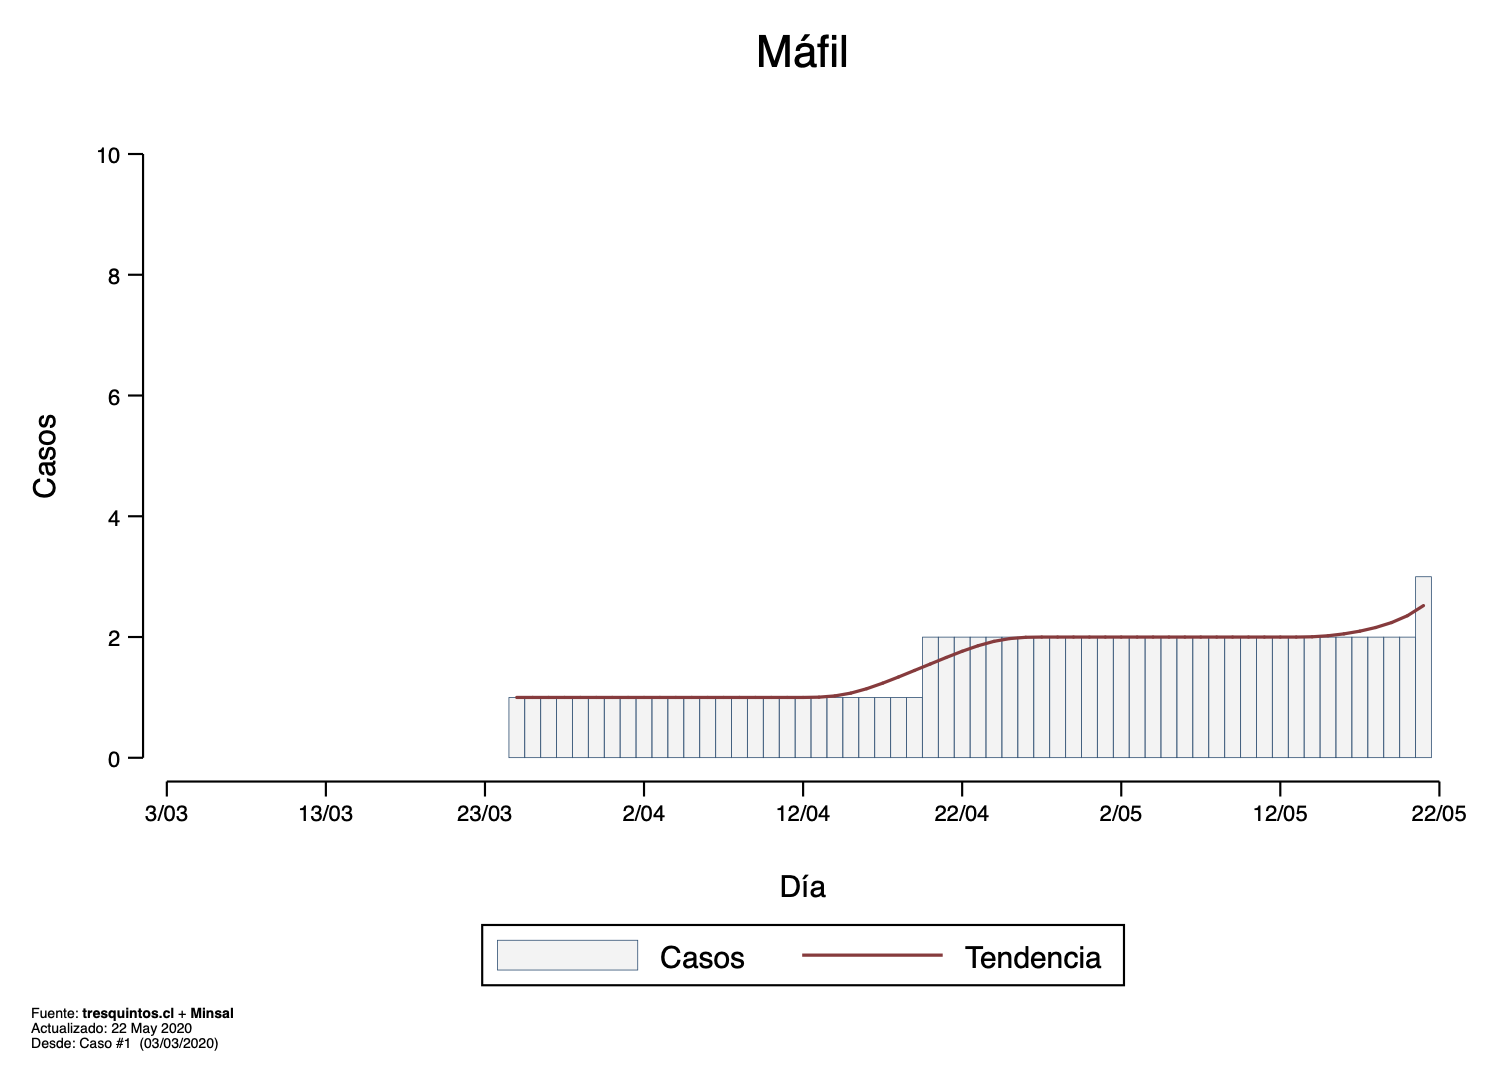 Máfil
10
8
6
4
2
0
Casos
3/03 13/03 23/03 2/04 12/04 22/04 2/05 12/05 22/05
Día
Casos Tendencia
Fuente: tresquintos.cl + Minsal
Actualizado: 22 May 2020
Desde: Caso #1 (03/03/2020)